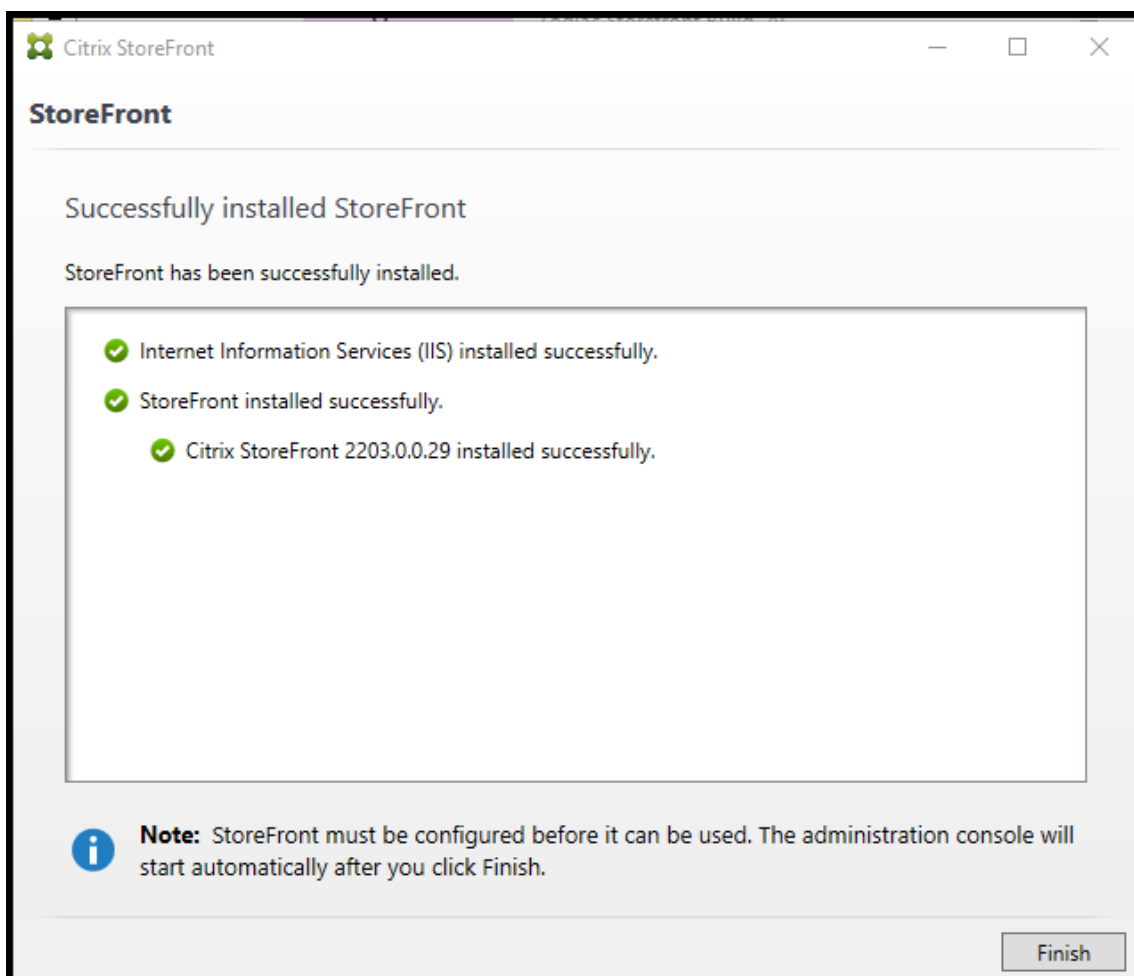 Citrix StoreFront
StoreFront
Successfully installed StoreFront
StoreFront has been successfully installed.
Internet Information Services (IIS) installed successfully.
StoreFront installed successfully.
Citrix StoreFront 2203.0.0.29 installed successfully.
Note: StoreFront must be configured before it can be used. The administration console will
start automatically after you click Finish.
Finish